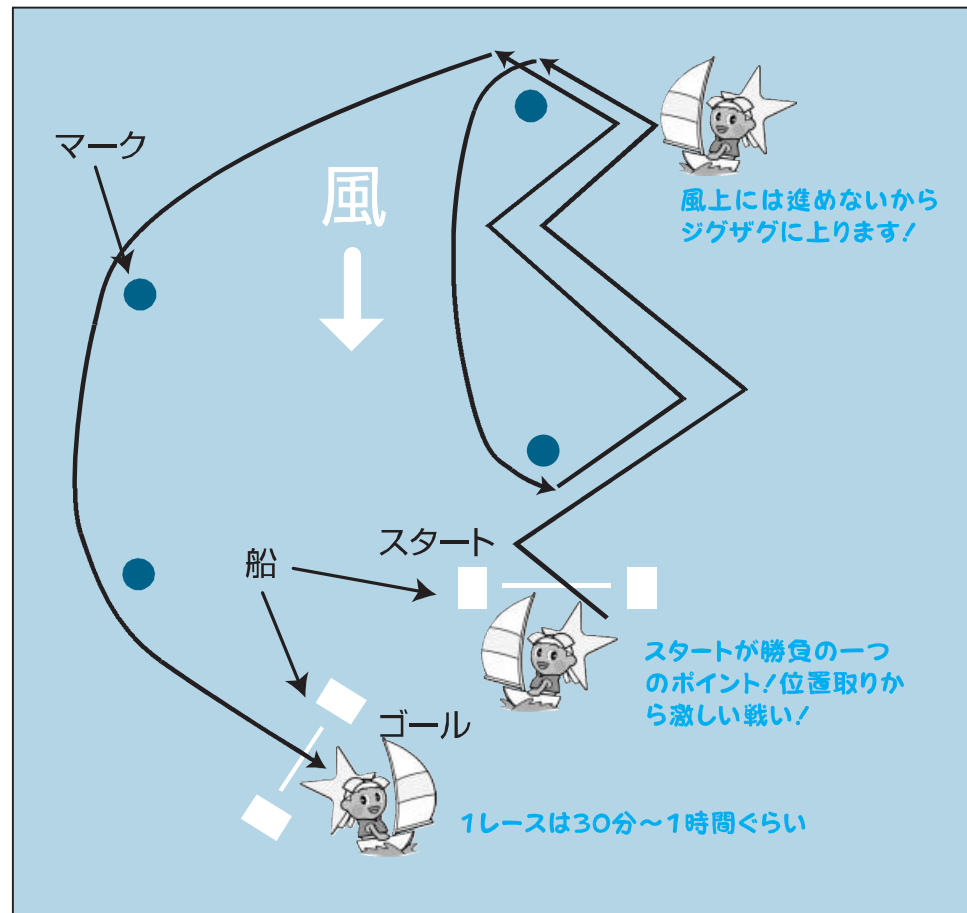 マーク
風
風上には進めないから
ジグザグに上ります!
スタート
船
スタートが勝負の一つ
のポイント!位置取りか
ら激しい戦い!
ゴール
1レースは30分〜1時間ぐらい